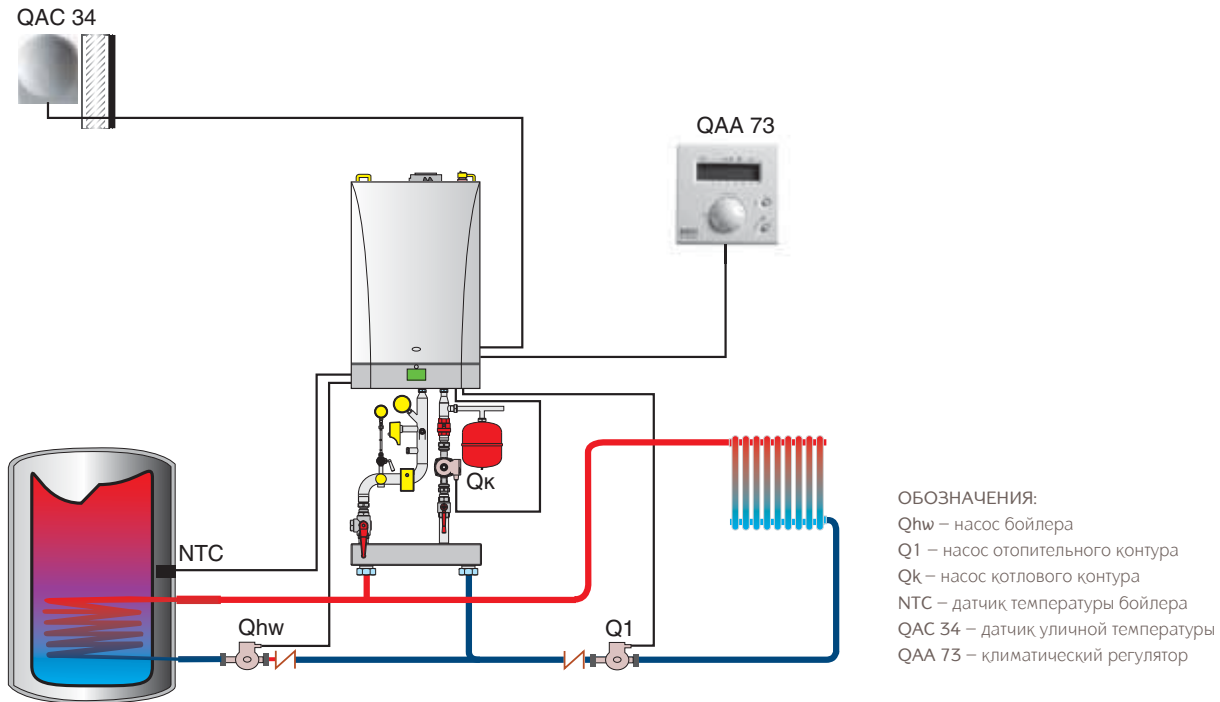 QAC 34
QAA 73
Qк
NTC
Qhw
Q1
ОБОЗНАЧЕНИЯ:
Qhw – насос бойлера
Q1 – насос отопительного контура
Qk – насос котлового контура
NTC – датчик температуры бойлера
QAC 34 – датчик уличной температуры
QAA 73 – климатический регулятор